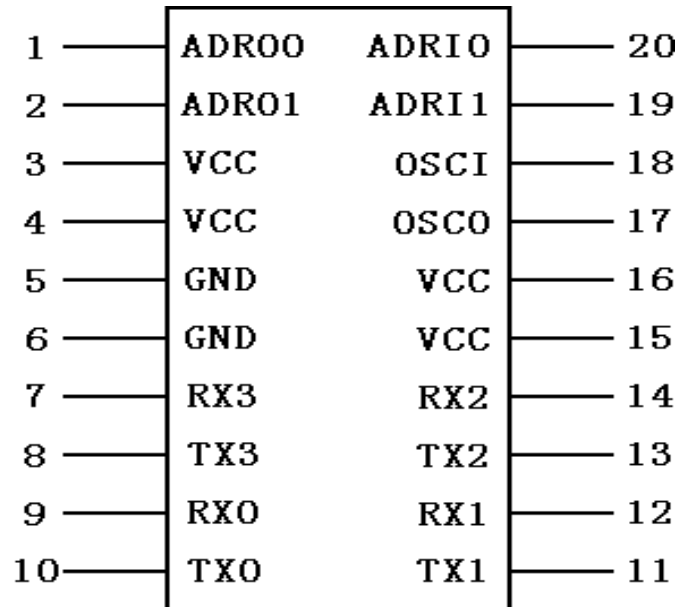 1 ADRO0 ADRI0 20
2 ADRO1 ADRI1 19
3 VCC OSCI 18
4 VCC OSCO 17
5 GND VCC 16
6 GND VCC 15
7 RX3 RX2 14
8 TX3 TX2 13
9 RX0 RX1 12
10 TX0 TX1 11